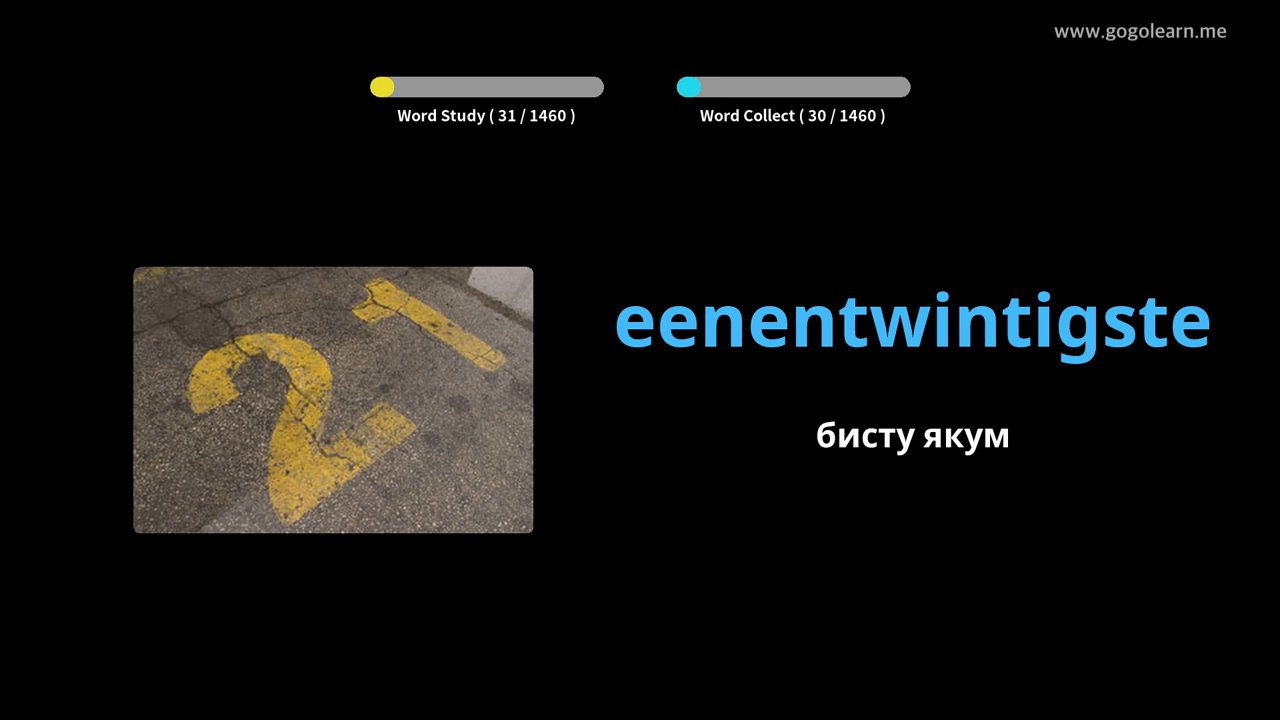 www.gogolearn.me
Word Study ( 31 / 1460 )
Word Collect ( 30 / 1460 )
21
eenentwintigste
бисту якум